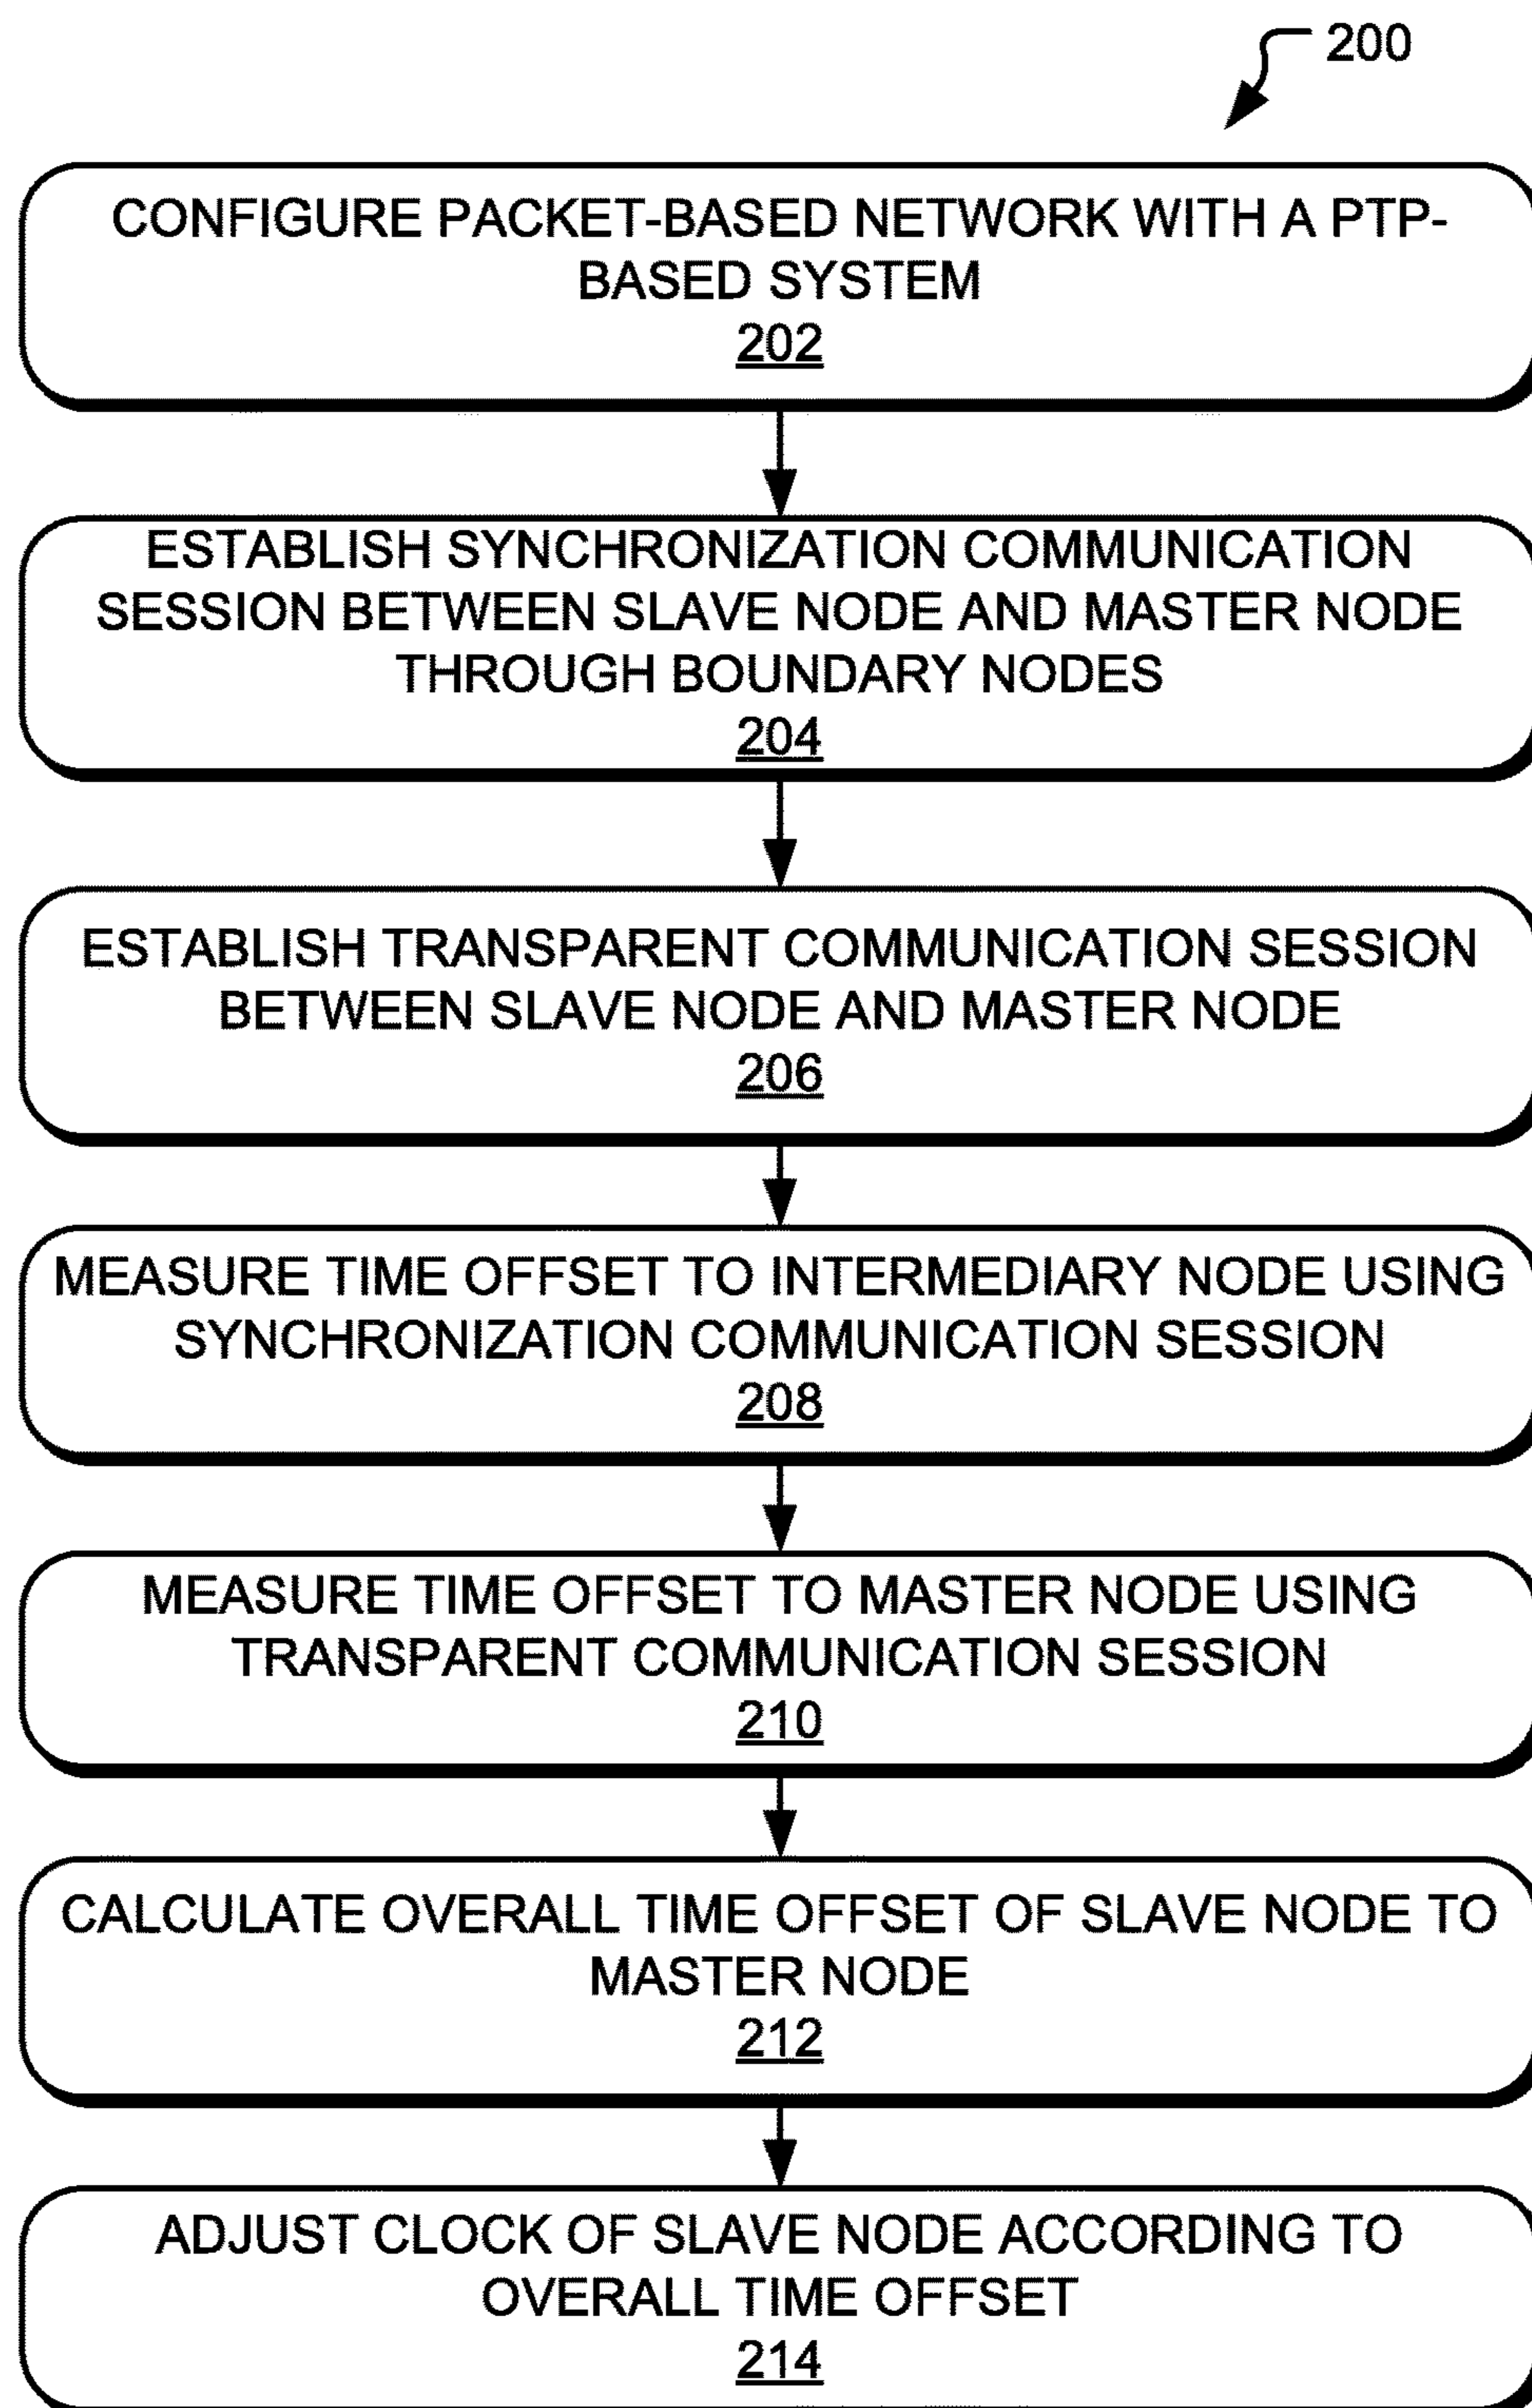 200
CONFIGURE PACKET-BASED NETWORK WITH A PTP-
BASED SYSTEM
202
ESTABLISH SYNCHRONIZATION COMMUNICATION
SESSION BETWEEN SLAVE NODE AND MASTER NODE
THROUGH BOUNDARY NODES
204
ESTABLISH TRANSPARENT COMMUNICATION SESSION
BETWEEN SLAVE NODE AND MASTER NODE
206
MEASURE TIME OFFSET TO INTERMEDIARY NODE USING
SYNCHRONIZATION COMMUNICATION SESSION
208
MEASURE TIME OFFSET TO MASTER NODE USING
TRANSPARENT COMMUNICATION SESSION
210
CALCULATE OVERALL TIME OFFSET OF SLAVE NODE TO
MASTER NODE
212
ADJUST CLOCK OF SLAVE NODE ACCORDING TO
OVERALL TIME OFFSET
214